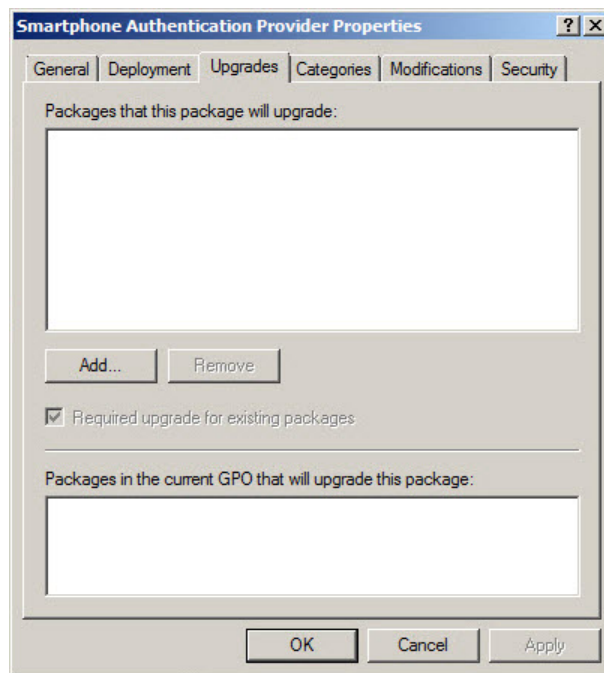 Smartphone Authentication Provider Properties
General Deployment Upgrades Categories Modifications Security
Packages that this package will upgrade:
Add... Remove
Required upgrade for existing packages
Packages in the current GPO that will upgrade this package:
OK Cancel Apply